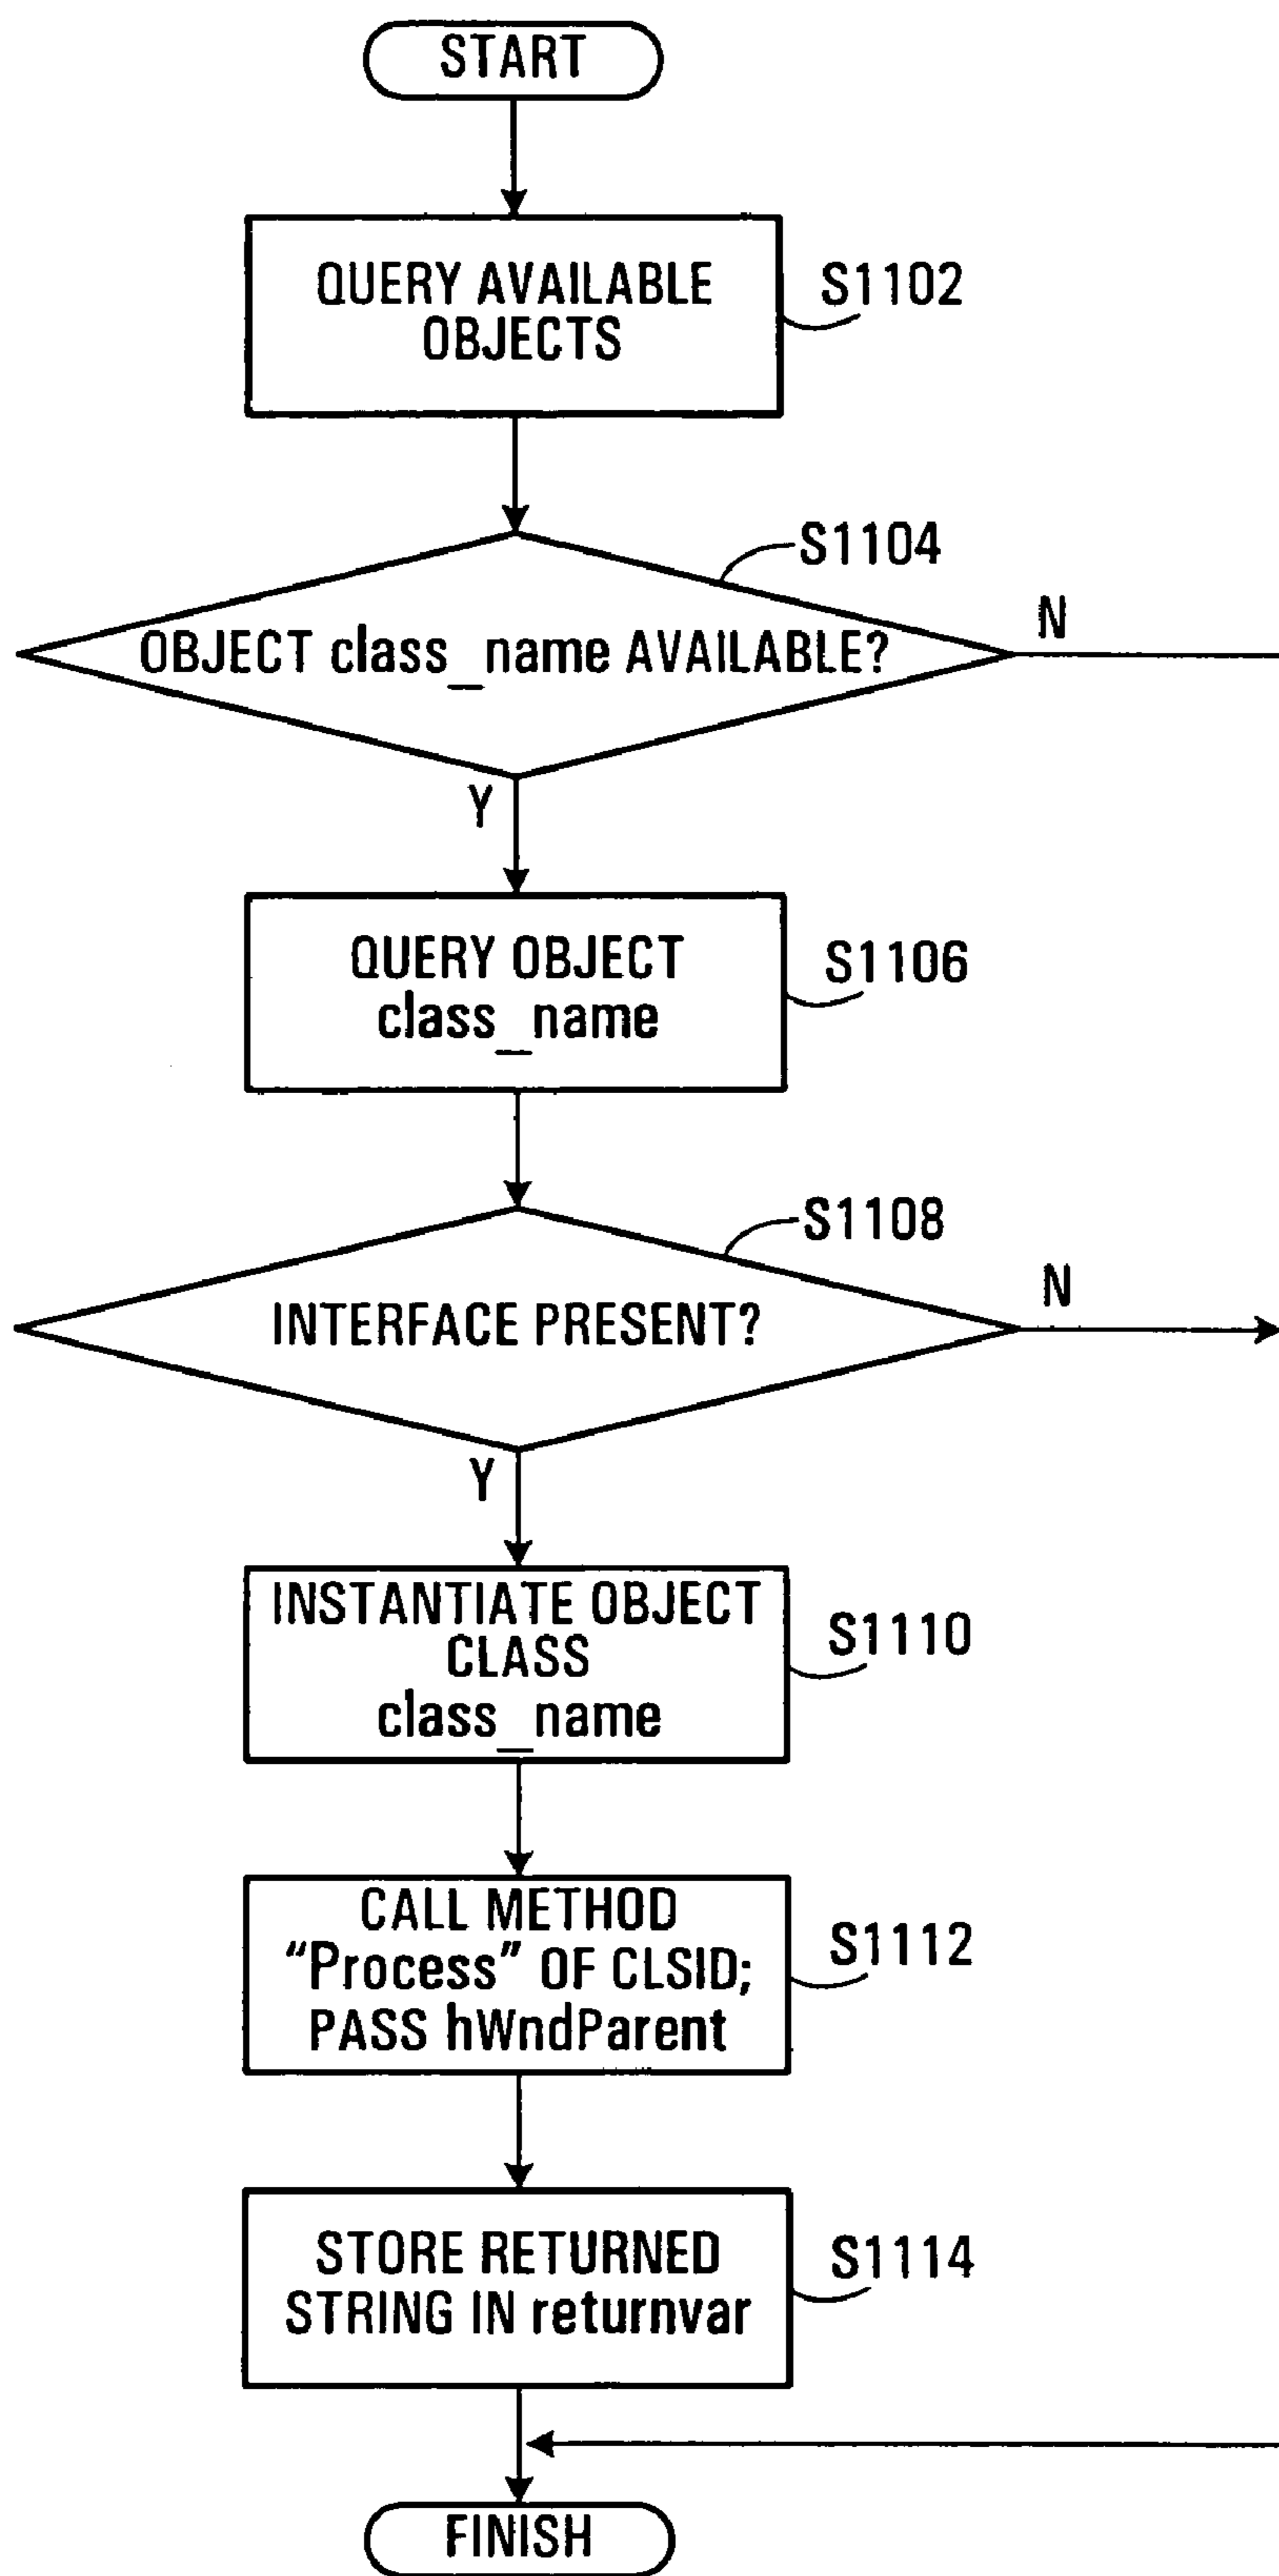 START
QUERY AVAILABLE
OBJECTS
S1102
S1104
OBJECT class_name AVAILABLE?
N
Y
QUERY OBJECT
class_name
S1106
S1108
INTERFACE PRESENT?
N
Y
INSTANTIATE OBJECT
CLASS
class_name
S1110
CALL METHOD
“Process” OF CLSID;
PASS hWndParent
S1112
STORE RETURNED
STRING IN returnvar
S1114
FINISH